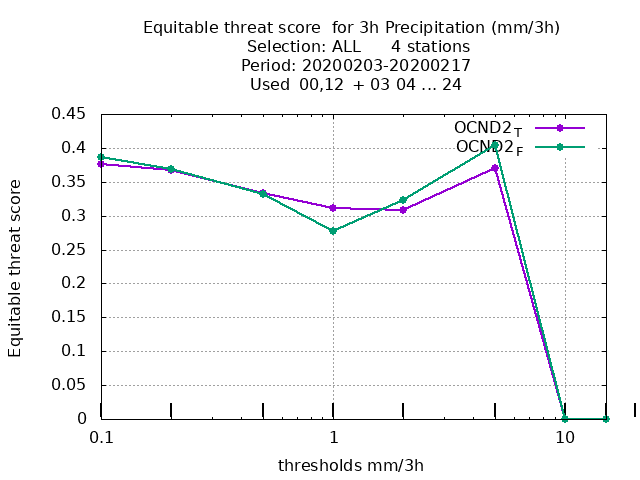 Equitable threat score  for 3h Precipitation (mm/3h)
Selection: ALL      4 stations
Period: 20200203-20200217
Used  00,12  + 03 04 ... 24
OCND2T
OCND2F
Equitable threat score
0.45
0.4
0.35
0.3
0.25
0.2
0.15
0.1
0.05
0
0.1 1 10
thresholds mm/3h